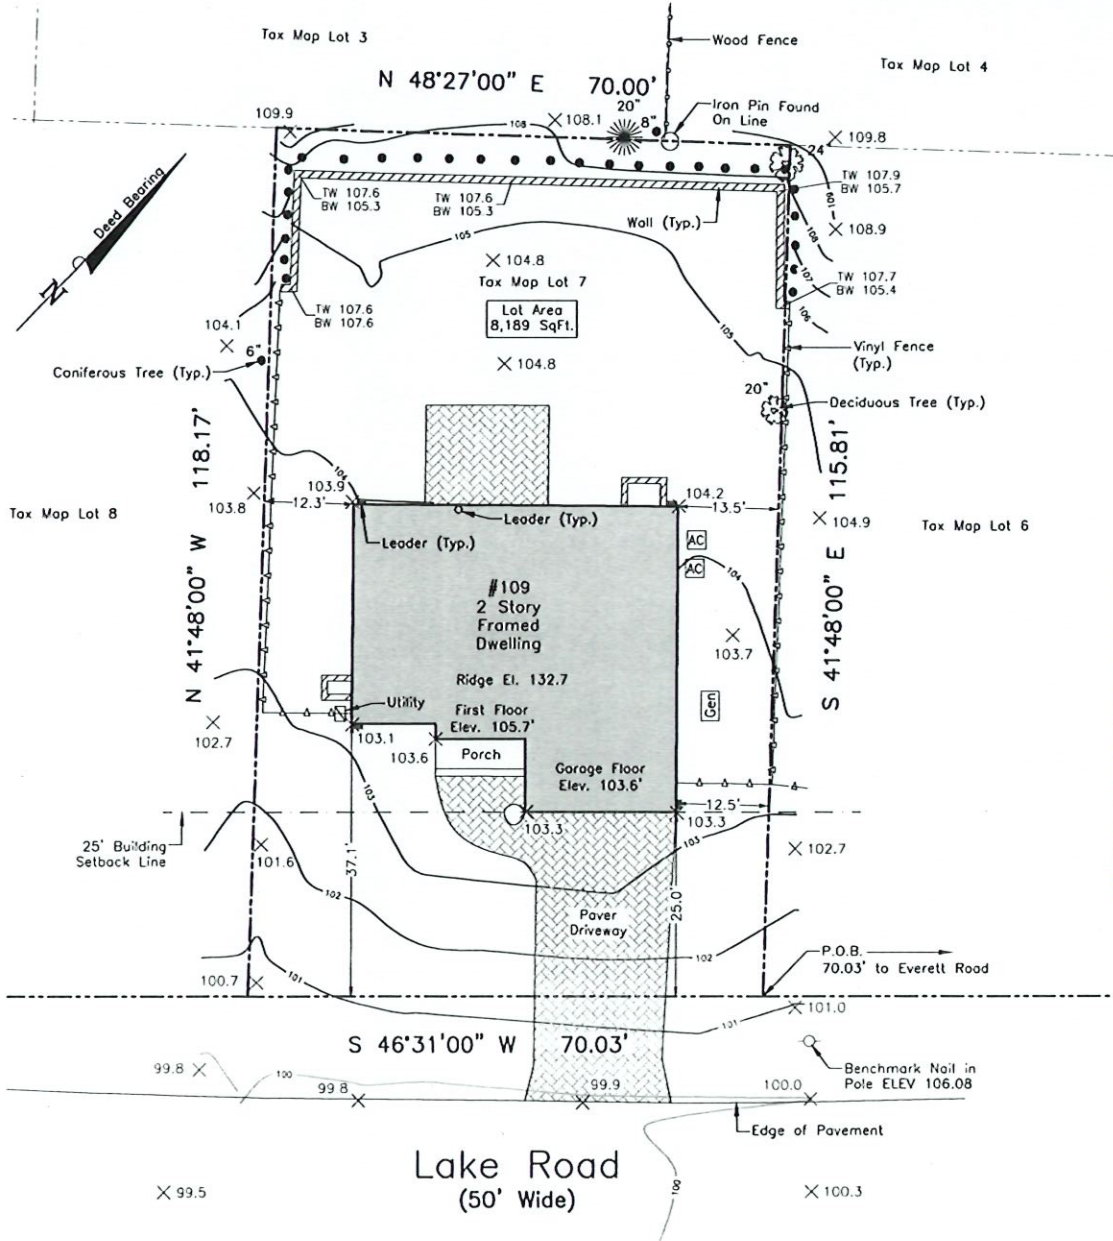 Tax Map Lot 3
Wood Fence
Tax Map Lot 4
N 48°27'00" E 70.00'
20"
8"
Iron Pin Found
On Line
109.9
108
108.1
109.8
24"
TW 107.6
BW 105.3
TW 107.6
BW 105.3
TW 107.9
BW 105.7
Deed Bearing
N
Wall (Typ.)
109
108
108.9
105
104.8
Tax Map Lot 7
107
TW 107.7
BW 105.4
Lot Area
8,189 SqFt.
TW 107.6
BW 107.6
106
105
104.1
6"
Coniferous Tree (Typ.)
104.8
Vinyl Fence
(Typ.)
20"
Deciduous Tree (Typ.)
N 41°48'00" W 118.17'
S 41°48'00" E 115.81'
104
103.9
104.2
103.8
12.3'
13.5'
Tax Map Lot 8
Leader (Typ.)
Leader (Typ.)
104.9
Tax Map Lot 6
AC
AC
104
#109
2 Story
Framed
Dwelling
103.7
Ridge El. 132.7
Utility
First Floor
Elev. 105.7'
Gen
102.7
103.1
103.6
Porch
Garage Floor
Elev. 103.6'
103
12.5'
103.3
103.3
25' Building
Setback Line
101.6
37.1'
103
102.7
102
25.0'
Paver
Driveway
102
P.O.B.
70.03' to Everett Road
100.7
101
101.0
101
S 46°31'00" W 70.03'
99.8
100
99.8
99.9
100.0
Benchmark Nail in
Pole ELEV 106.08
Edge of Pavement
Lake Road
(50' Wide)
99.5
100
100.3